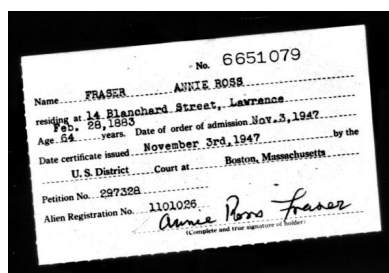 No. 6651079
Name FRASER ANNIE ROSS
residing at 14 Blanchard Street, Lawrence
Feb. 28,1883
Age 64 years. Date of order of admission Nov.3,1947
Date certificate issued November 3rd,1947 by the
U. S. District Court at Boston, Massachusetts
Petition No. 297328
Alien Registration No. 1101026
Annie Ross Fraser
(Complete and true signature of holder)